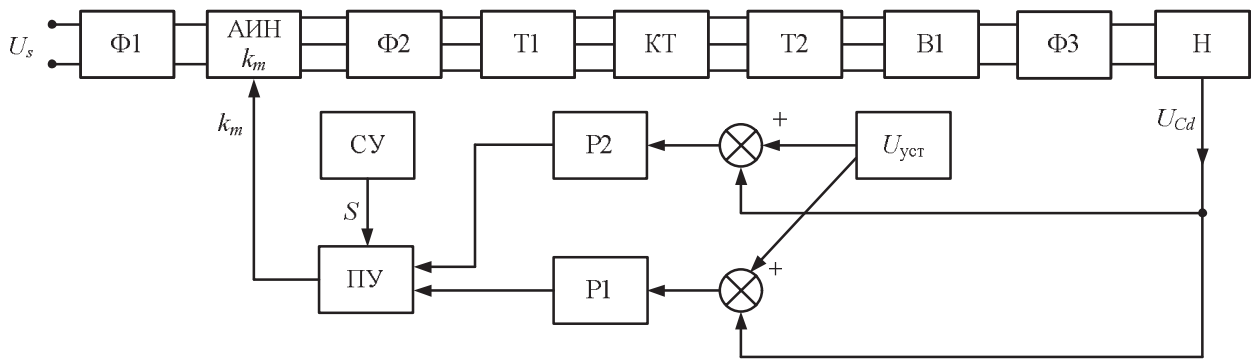 U_s
Ф1
АИН
k_m
Ф2
Т1
КТ
Т2
В1
Ф3
Н
k_m
СУ
Р2
+
U_уст
U_Cd
S
ПУ
Р1
+